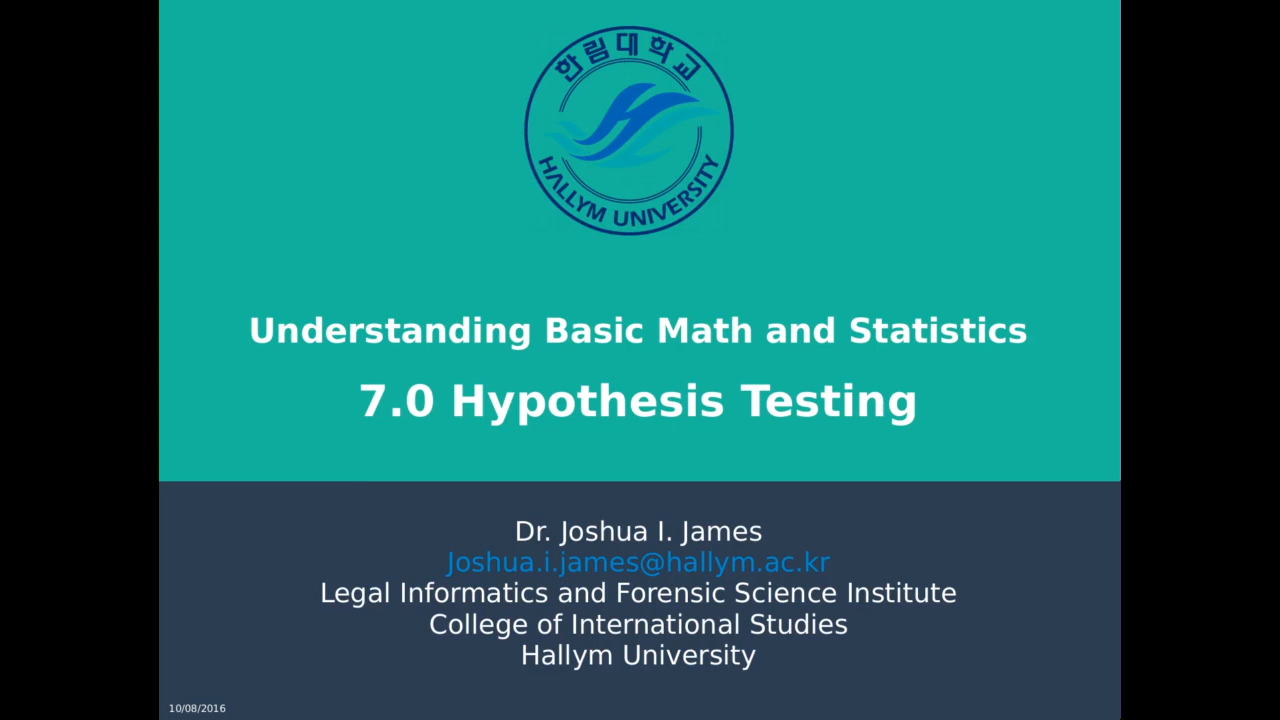 한림대학교
HALLYM UNIVERSITY
Understanding Basic Math and Statistics
7.0 Hypothesis Testing
Dr. Joshua I. James
Joshua.i.james@hallym.ac.kr
Legal Informatics and Forensic Science Institute
College of International Studies
Hallym University
10/08/2016